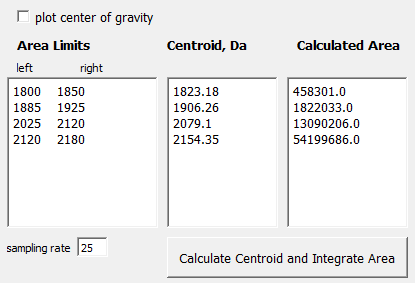 plot center of gravity
Area Limits Centroid, Da Calculated Area
left right
1800 1850 1823.18 458301.0
1885 1925 1906.26 1822033.0
2025 2120 2079.1 13090206.0
2120 2180 2154.35 54199686.0
sampling rate 25
Calculate Centroid and Integrate Area